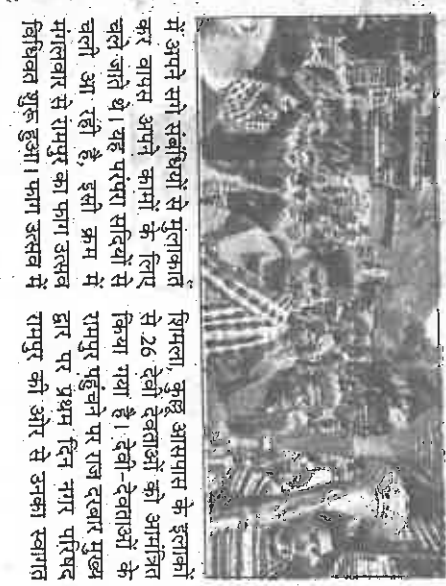 में अपने सगे संबंधियों से मुलाकातें
कर वापस अपने कामों के लिए
चले जाते थे। यह परंपरा सदियों से
चली आ रही है, इसी क्रम में
मंगलवार से रामपुर का फाग उत्सव
विधिवत शुरू हुआ। फाग उत्सव में
शिमला, कुल्लू आसपास के इलाकों
से 26 देवी देवताओं को आमंत्रित
किया गया है। देवी-देवताओं के
रामपुर पहुंचने पर राज दरबार मुख्य
द्वार पर प्रथम दिन नगर परिषद
रामपुर की ओर से उनका स्वागत